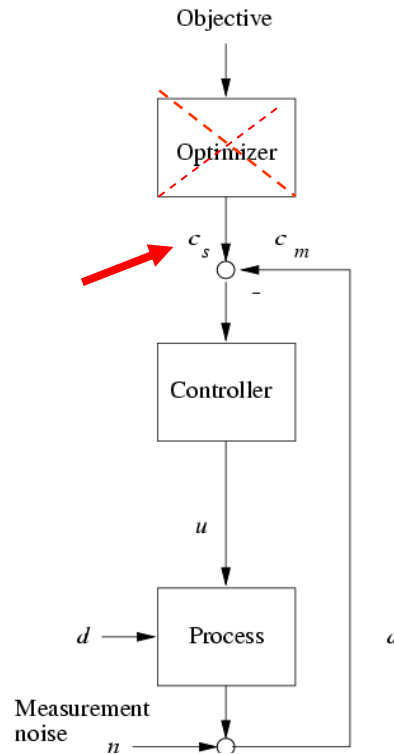 Objective
Optimizer
c s
c m
-
Controller
u
d
Process
Measurement
noise
n